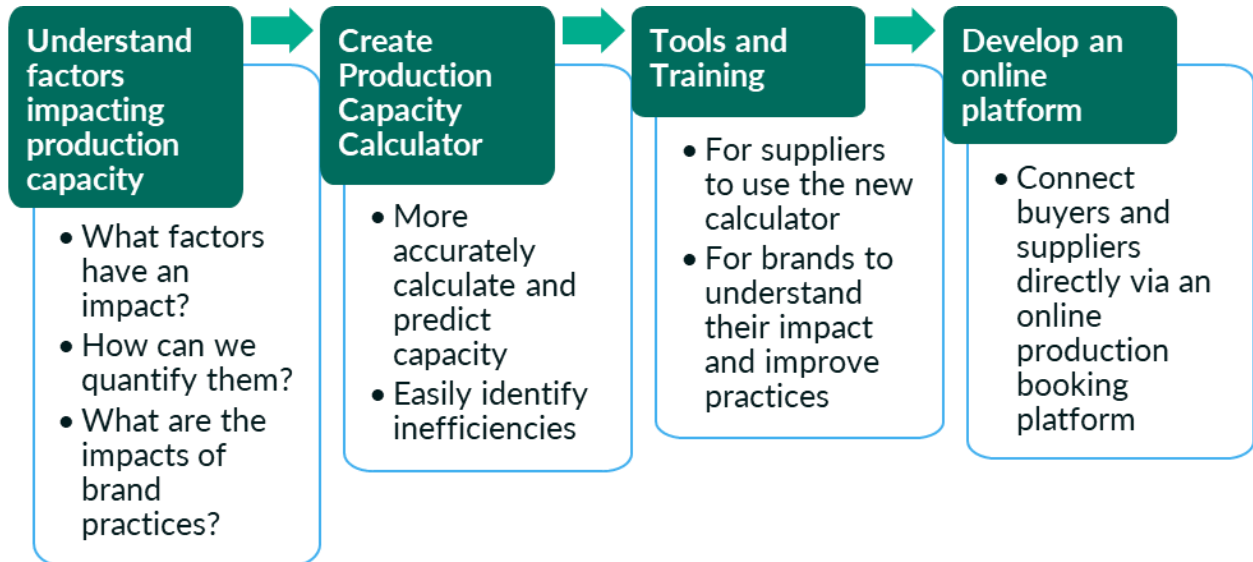 Understand
factors
impacting
production
capacity
• What factors
have an
impact?
• How can we
quantify them?
• What are the
impacts of
brand
practices?
Create
Production
Capacity
Calculator
• More
accurately
calculate and
predict
capacity
• Easily identify
inefficiencies
Tools and
Training
• For suppliers
to use the new
calculator
• For brands to
understand
their impact
and improve
practices
Develop an
online
platform
• Connect
buyers and
suppliers
directly via an
online
production
booking
platform